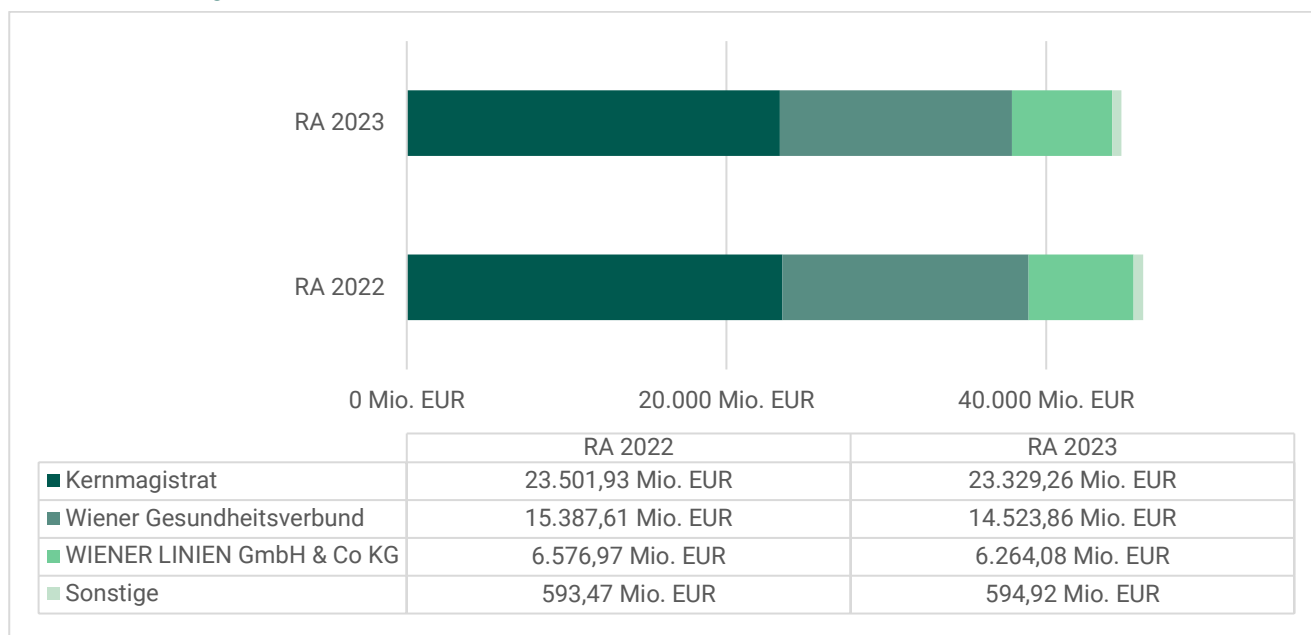 RA 2023
RA 2022
0 Mio. EUR 20.000 Mio. EUR 40.000 Mio. EUR
RA 2022 RA 2023
Kernmagistrat 23.501,93 Mio. EUR 23.329,26 Mio. EUR
Wiener Gesundheitsverbund 15.387,61 Mio. EUR 14.523,86 Mio. EUR
WIENER LINIEN GmbH & Co KG 6.576,97 Mio. EUR 6.264,08 Mio. EUR
Sonstige 593,47 Mio. EUR 594,92 Mio. EUR